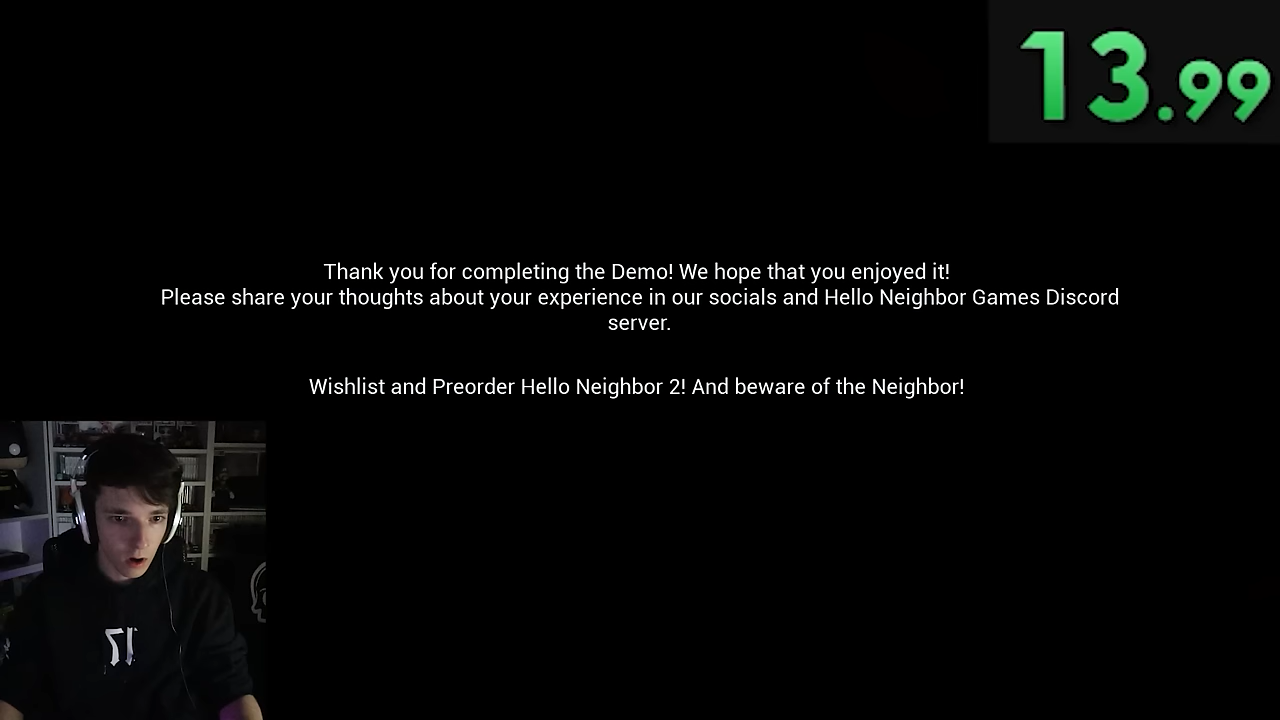 13.99
Thank you for completing the Demo! We hope that you enjoyed it!
Please share your thoughts about your experience in our socials and Hello Neighbor Games Discord
server.
Wishlist and Preorder Hello Neighbor 2! And beware of the Neighbor!